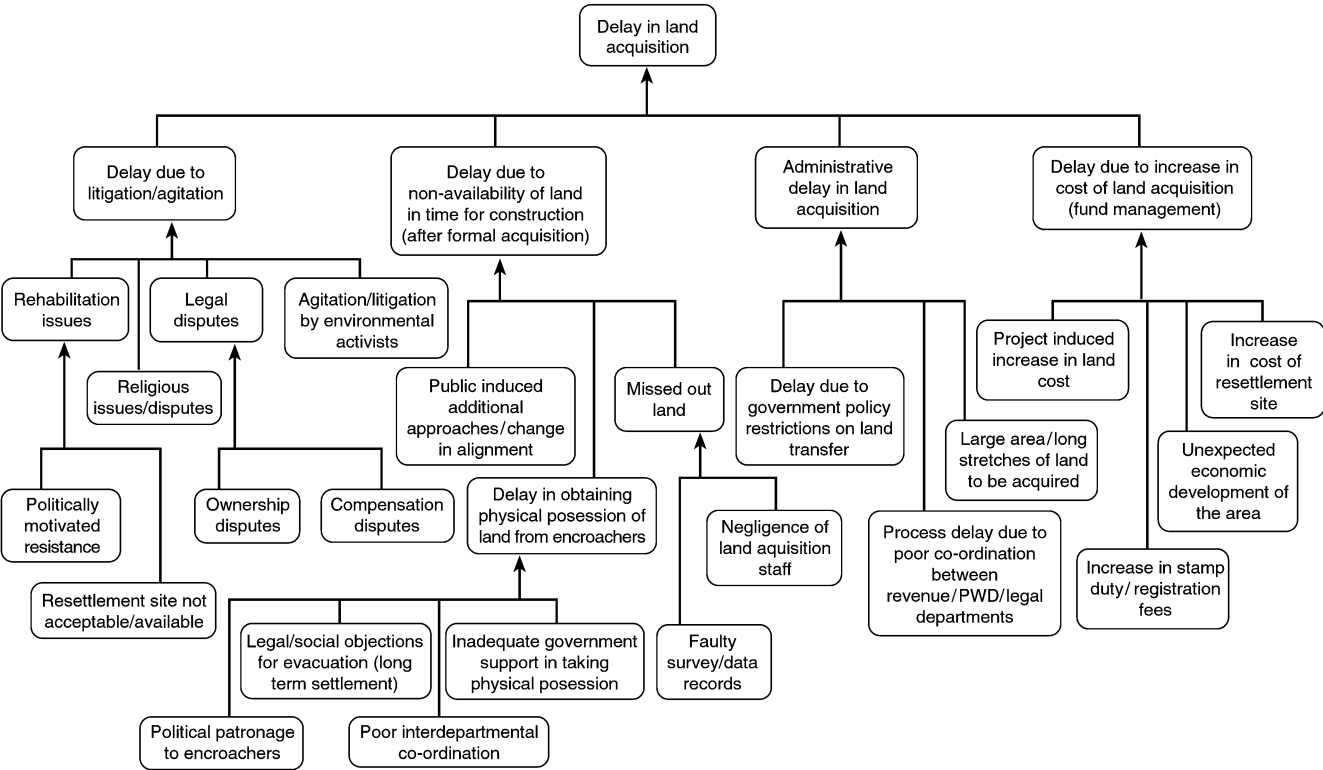 Delay in land
acquisition
Delay due to
litigation/agitation
Delay due to
non-availability of land
in time for construction
(after formal acquisition)
Administrative
delay in land
acquisition
Delay due to increase in
cost of land acquisition
(fund management)
Rehabilitation
issues
Legal
disputes
Agitation/litigation
by environmental
activists
Religious
issues/disputes
Public induced
additional
approaches/change
in alignment
Missed out
land
Delay due to
government policy
restrictions on land
transfer
Project induced
increase in land
cost
Increase
in cost of
resettlement
site
Large area/long
stretches of land
to be acquired
Unexpected
economic
development of
the area
Politically
motivated
resistance
Ownership
disputes
Compensation
disputes
Delay in obtaining
physical posession of
land from encroachers
Negligence of
land aquisition
staff
Process delay due to
poor co-ordination
between
revenue/PWD/legal
departments
Increase in stamp
duty/registration
fees
Resettlement site not
acceptable/available
Legal/social objections
for evacuation (long
term settlement)
Inadequate government
support in taking
physical posession
Faulty
survey/data
records
Political patronage
to encroachers
Poor interdepartmental
co-ordination